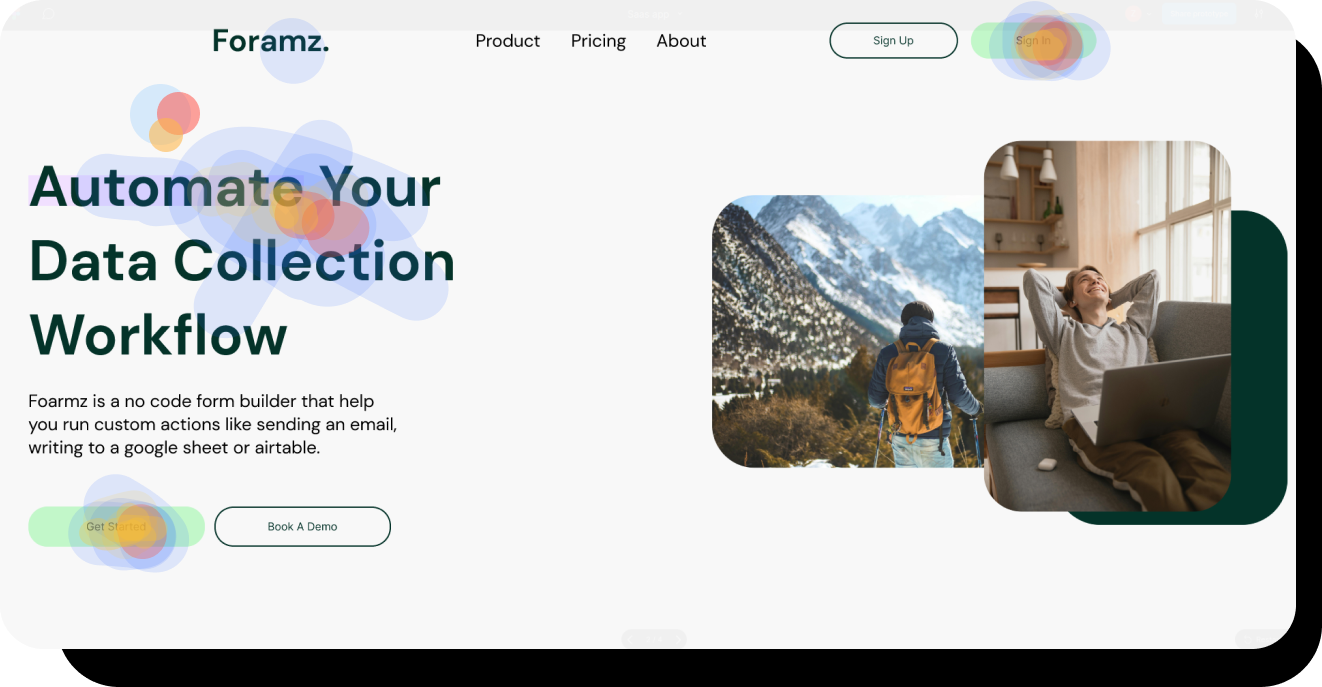 Foramz.
Product Pricing About
Sign Up
Sign In
Automate Your
Data Collection
Workflow
Foarmz is a no code form builder that help
you run custom actions like sending an email,
writing to a google sheet or airtable.
Get Started
Book A Demo